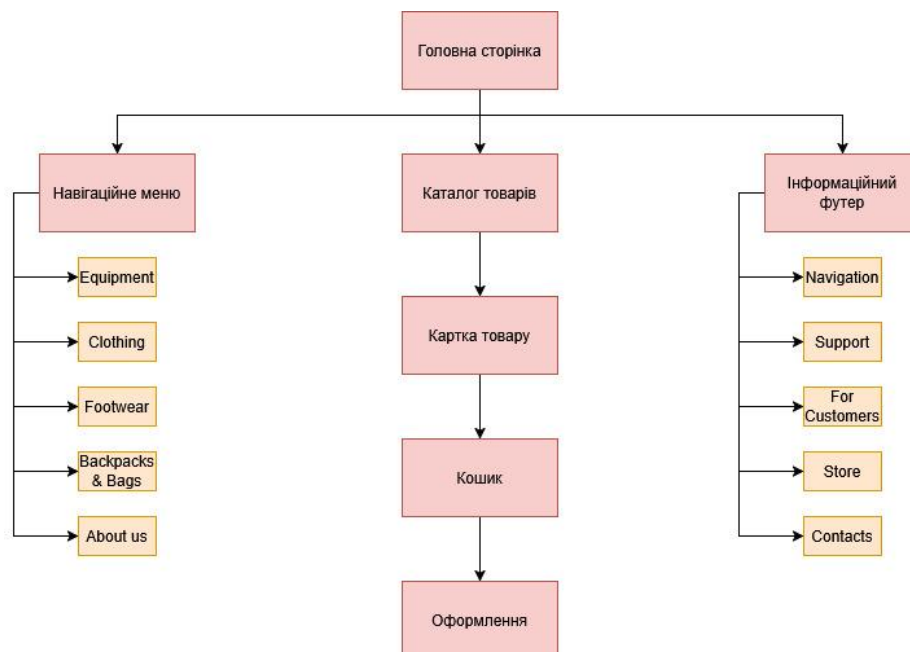 Головна сторінка
Навігаційне меню
Каталог товарів
Інформаційний
футер
Equipment
Clothing
Footwear
Backpacks
& Bags
About us
Картка товару
Кошик
Оформлення
Navigation
Support
For
Customers
Store
Contacts